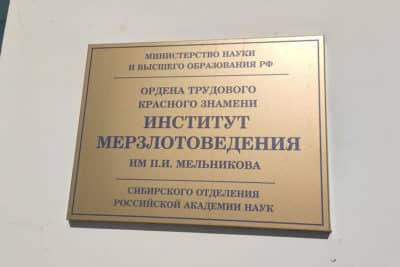 МИНИСТЕРСТВО НАУКИ
И ВЫСШЕГО ОБРАЗОВАНИЯ РФ
ОРДЕНА ТРУДОВОГО
КРАСНОГО ЗНАМЕНИ
ИНСТИТУТ
МЕРЗЛОТОВЕДЕНИЯ
ИМ П.И. МЕЛЬНИКОВА
СИБИРСКОГО ОТДЕЛЕНИЯ
РОССИЙСКОЙ АКАДЕМИИ НАУК